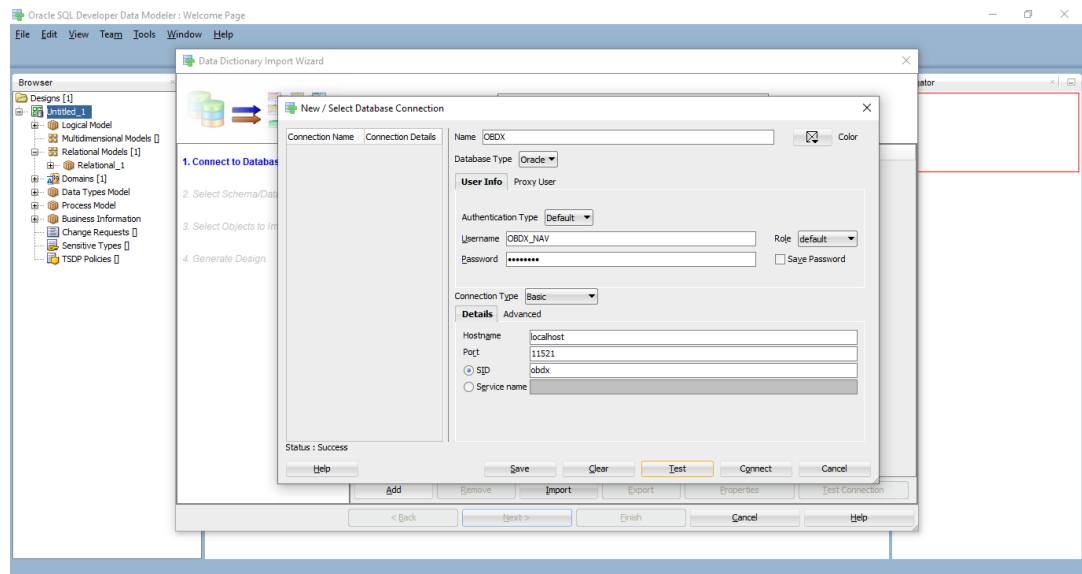 Oracle SQL Developer Data Modeler : Welcome Page
File Edit View Team Tools Window Help
Data Dictionary Import Wizard
Browser
Designs [1]
Untitled_1
Logical Model
Multidimensional Models []
Relational Models [1]
Relational_1
Domains [1]
Data Types Model
Process Model
Business Information
Change Requests []
Sensitive Types []
TSDP Policies []
1. Connect to Databas
2. Select Schema/Data
3. Select Objects to Im
4. Generate Design.
New / Select Database Connection
Connection Name Connection Details
Name OBDX Color
Database Type Oracle
User Info Proxy User
Authentication Type Default
Username OBDX_NAV Role default
Password •••••••• Save Password
Connection Type Basic
Details Advanced
Hostname localhost
Port 11521
SID obdx
Service name
Status : Success
Help Save Clear Test Connect Cancel
Add Remove Import Export Properties Test Connection
< Back Next > Finish Cancel Help
gator